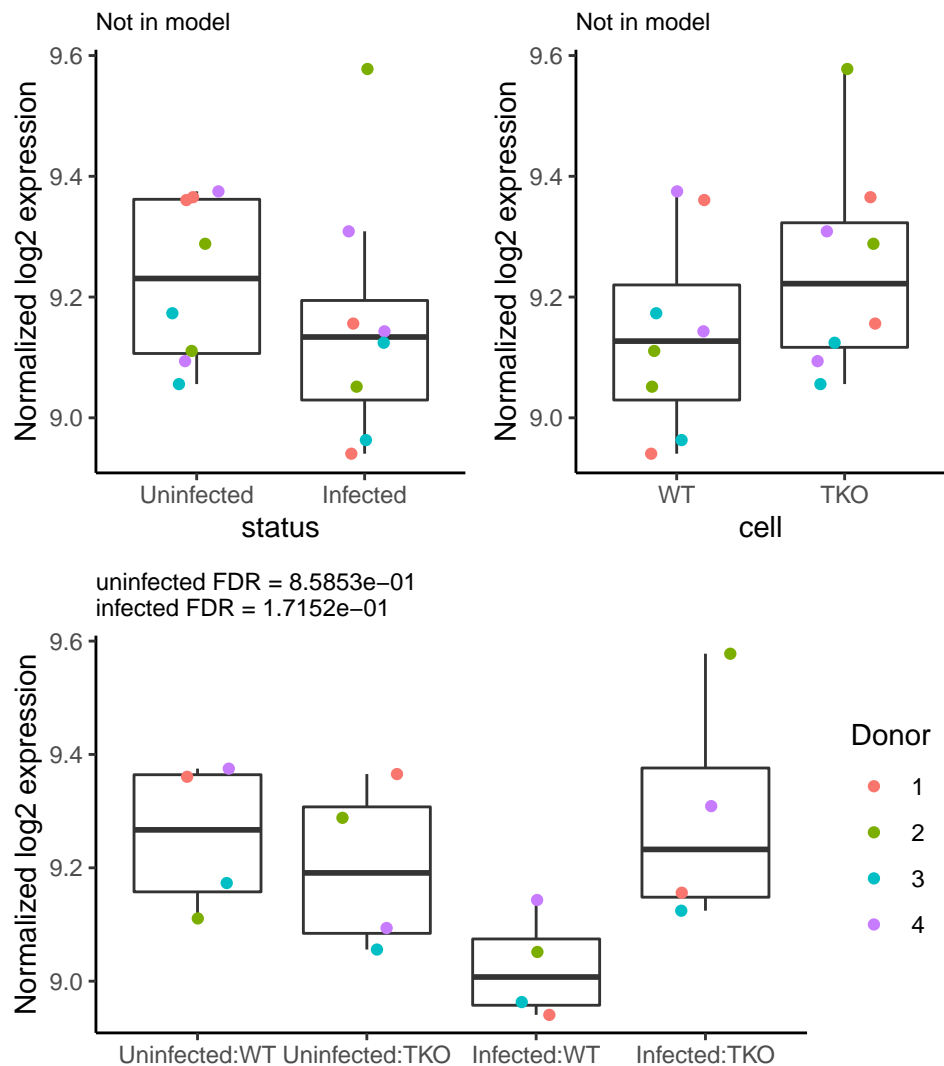 Not in model
Normalized log2 expression
9.6
9.4
9.2
9.0
Uninfected Infected
status
Not in model
Normalized log2 expression
9.6
9.4
9.2
9.0
WT TKO
cell
uninfected FDR = 8.5853e−01
infected FDR = 1.7152e−01
Normalized log2 expression
9.6
9.4
9.2
9.0
Uninfected:WT Uninfected:TKO Infected:WT Infected:TKO
Donor
1
2
3
4